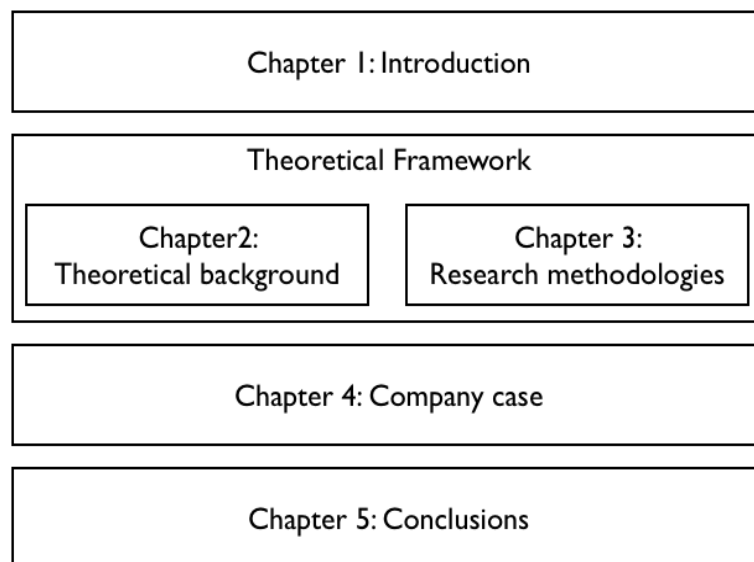 Chapter 1: Introduction
Theoretical Framework
Chapter2:
Theoretical background
Chapter 3:
Research methodologies
Chapter 4: Company case
Chapter 5: Conclusions